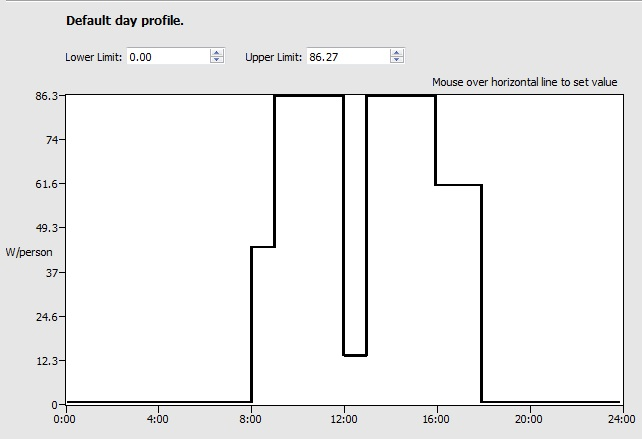 Default day profile.
Lower Limit: 0.00 Upper Limit: 86.27
Mouse over horizontal line to set value
86.3
74
61.6
49.3
W/person
37
24.6
12.3
0
0:00 4:00 8:00 12:00 16:00 20:00 24:00